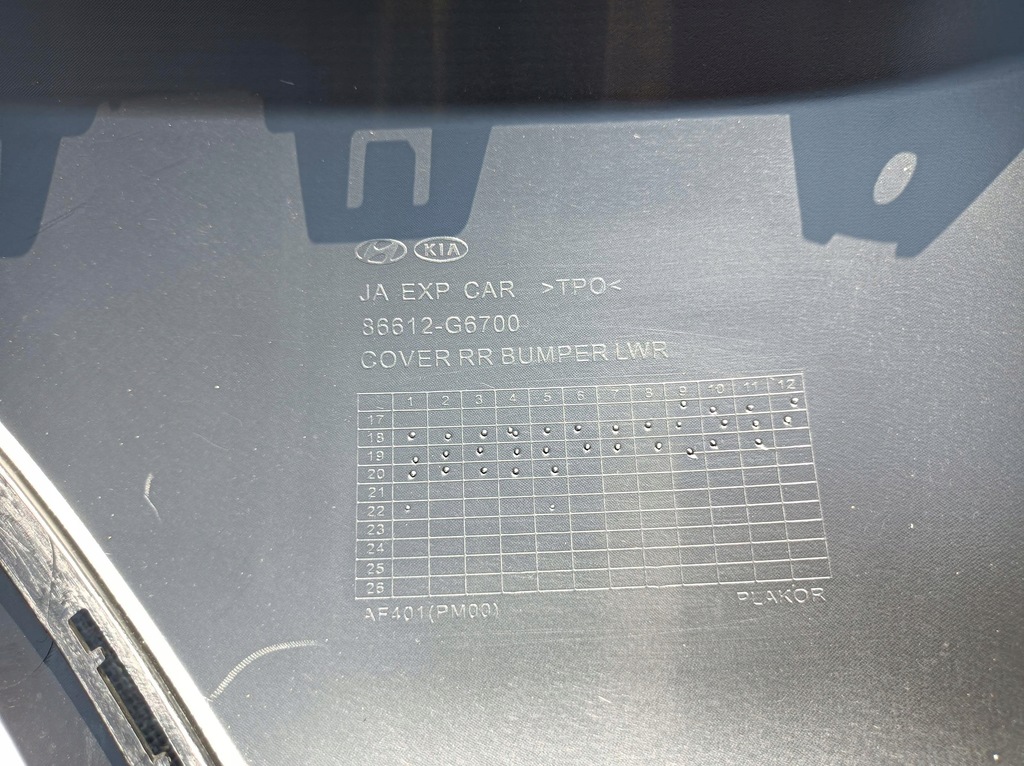 KIA
JA EXP CAR >TPO<
86612-G6700
COVER RR BUMPER LWR
1 2 3 4 5 6 7 8 9 10 11 12
17
18
19
20
21
22
23
24
25
26
AF401(PM00) PLAKOR